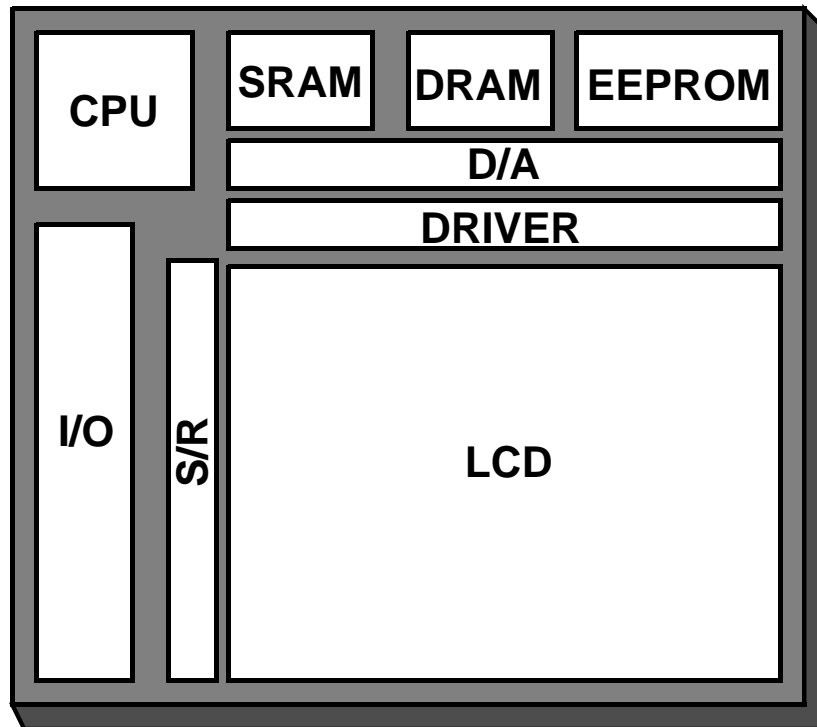 CPU
SRAM
DRAM
EEPROM
D/A
DRIVER
I/O
S/R
LCD